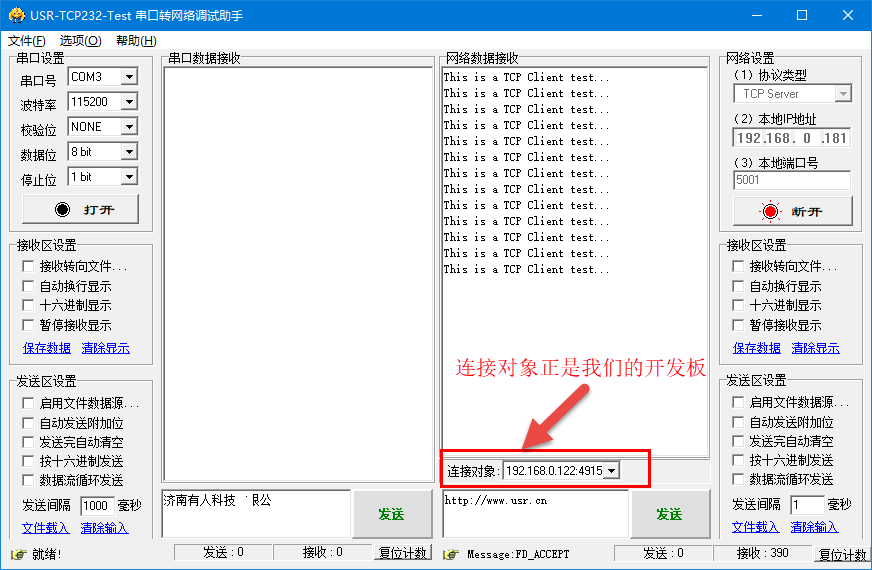 USR-TCP232-Test 串口转网络调试助手
文件(F) 选项(O) 帮助(H)
串口设置
串口号 COM3
波特率 115200
校验位 NONE
数据位 8 bit
停止位 1 bit
打开
接收区设置
接收转向文件...
自动换行显示
十六进制显示
暂停接收显示
保存数据 清除显示
发送区设置
启用文件数据源...
自动发送附加位
发送完自动清空
按十六进制发送
数据流循环发送
发送间隔 1000 毫秒
文件载入 清除输入
就绪!
串口数据接收
济南有人科技 限公
发送
发送 : 0 接收 : 0 复位计数
网络数据接收
This is a TCP Client test...
This is a TCP Client test...
This is a TCP Client test...
This is a TCP Client test...
This is a TCP Client test...
This is a TCP Client test...
This is a TCP Client test...
This is a TCP Client test...
This is a TCP Client test...
This is a TCP Client test...
This is a TCP Client test...
This is a TCP Client test...
This is a TCP Client test...
连接对象正是我们的开发板
连接对象: 192.168.0.122:4915
http://www.usr.cn
发送
Message:FD_ACCEPT
发送 : 0 接收 : 390 复位计数
网络设置
(1) 协议类型
TCP Server
(2) 本地IP地址
192.168. 0 .181
(3) 本地端口号
5001
断开
接收区设置
接收转向文件...
自动换行显示
十六进制显示
暂停接收显示
保存数据 清除显示
发送区设置
启用文件数据源...
自动发送附加位
发送完自动清空
按十六进制发送
数据流循环发送
发送间隔 1 毫秒
文件载入 清除输入